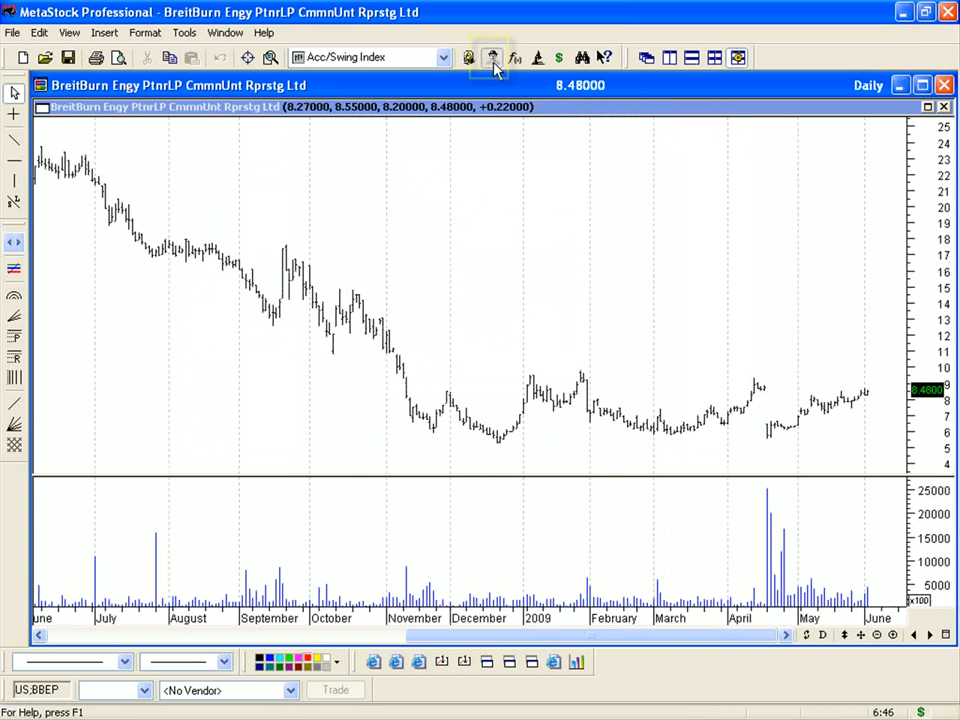 MetaStock Professional - BreitBurn Engy PtnrLP CmmnUnt Rprstg Ltd
File Edit View Insert Format Tools Window Help
Acc/Swing Index
BreitBurn Engy PtnrLP CmmnUnt Rprstg Ltd 8.48000 Daily
BreitBurn Engy PtnrLP CmmnUnt Rprstg Ltd (8.27000, 8.55000, 8.20000, 8.48000, +0.22000)
25
24
23
22
21
20
19
18
17
16
15
14
13
12
11
10
9
8.4800
8
7
6
5
4
25000
20000
15000
10000
5000
x100
une July August September October November December 2009 February March April May June
D
US;BBEP <No Vendor> Trade
For Help, press F1 6:46